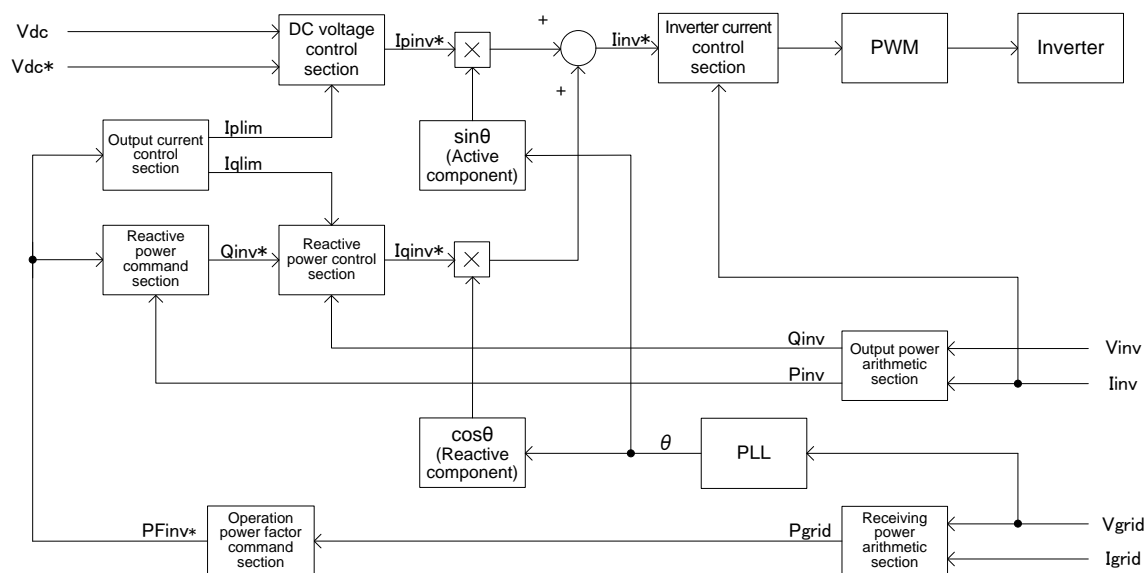 Vdc
Vdc*
DC voltage
control
section
Ipinv*
×
+
+
Iinv*
Inverter current
control
section
PWM
Inverter
Output current
control
section
Iplim
Iqlim
sinθ
(Active
component)
Reactive
power
command
section
Qinv*
Reactive
power control
section
Iqinv*
×
Qinv
Pinv
Output power
arithmetic
section
Vinv
Iinv
cosθ
(Reactive
component)
θ
PLL
PFinv*
Operation
power factor
command
section
Pgrid
Receiving
power
arithmetic
section
Vgrid
Igrid